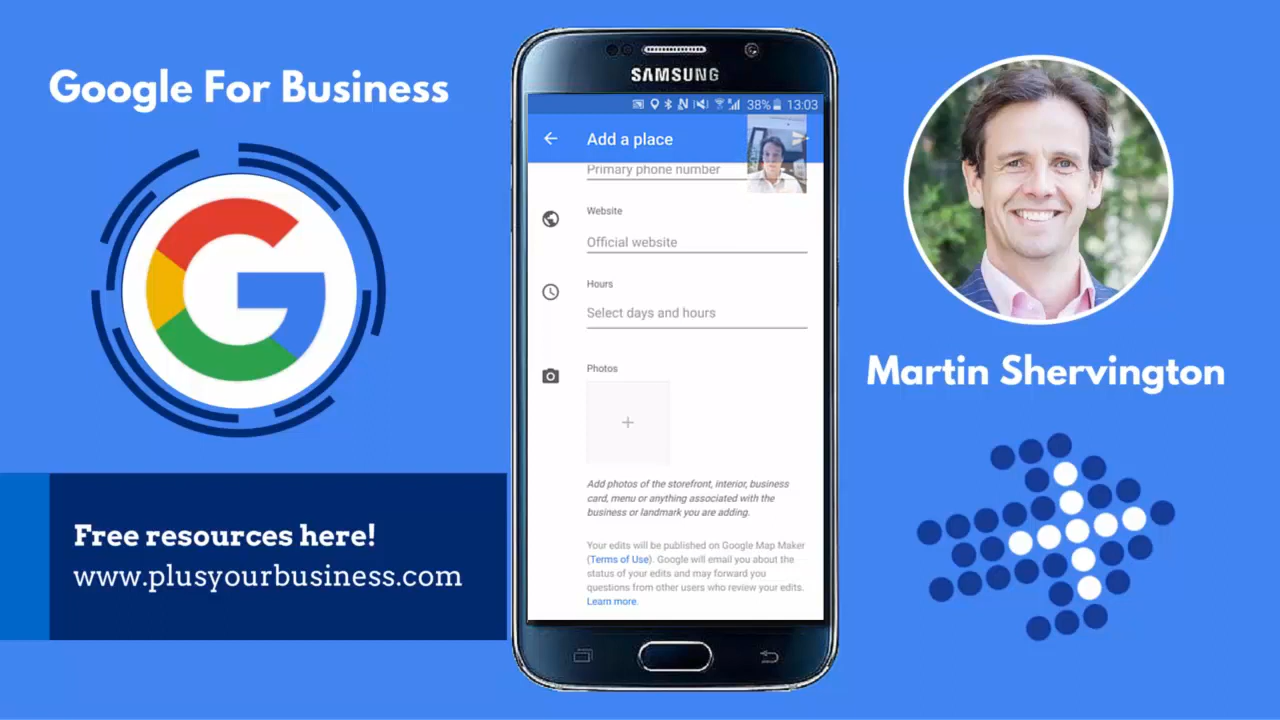 Google For Business
Free resources here!
www.plusyourbusiness.com
SAMSUNG
38% 13:03
Add a place
Primary phone number
Website
Official website
Hours
Select days and hours
Photos
+
Add photos of the storefront, interior, business
card, menu or anything associated with the
business or landmark you are adding.
Your edits will be published on Google Map Maker
(Terms of Use). Google will email you about the
status of your edits and may forward you
questions from other users who review your edits.
Learn more.
Martin Shervington